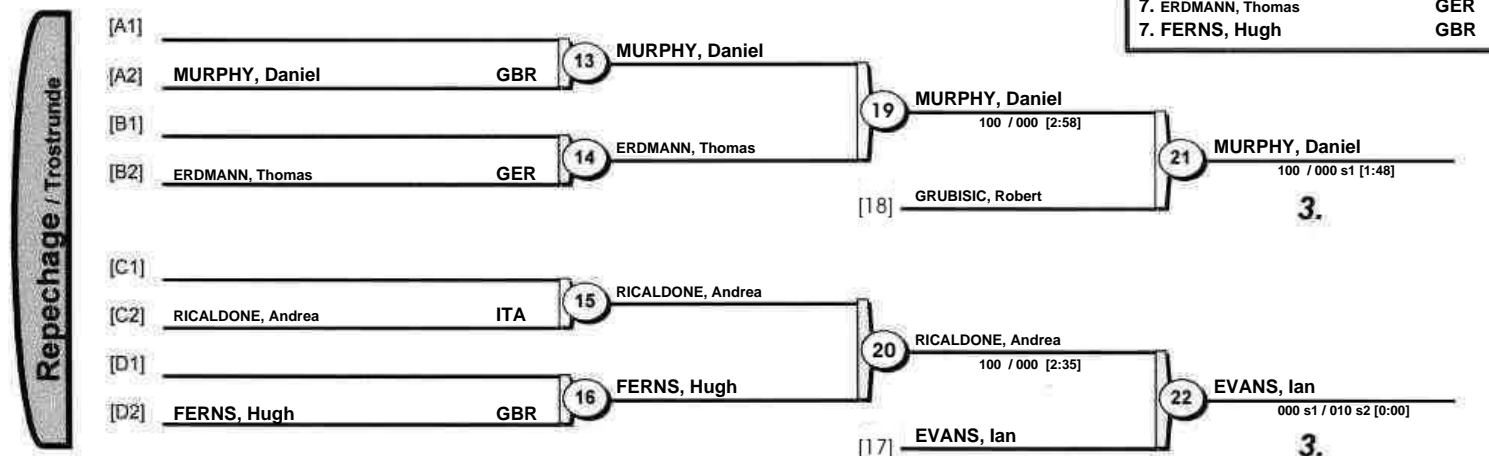 7. ERDMANN, Thomas GER
7. FERNS, Hugh GBR
Repechage / Trostrunde
[A1]
[A2] MURPHY, Daniel GBR
13 MURPHY, Daniel
[B1]
[B2] ERDMANN, Thomas GER
14 ERDMANN, Thomas
19 MURPHY, Daniel
100 / 000 [2:58]
[18] GRUBISIC, Robert
21 MURPHY, Daniel
100 / 000 s1 [1:48]
3.
[C1]
[C2] RICALDONE, Andrea ITA
15 RICALDONE, Andrea
[D1]
[D2] FERNS, Hugh GBR
16 FERNS, Hugh
20 RICALDONE, Andrea
100 / 000 [2:35]
[17] EVANS, Ian
22 EVANS, Ian
000 s1 / 010 s2 [0:00]
3.